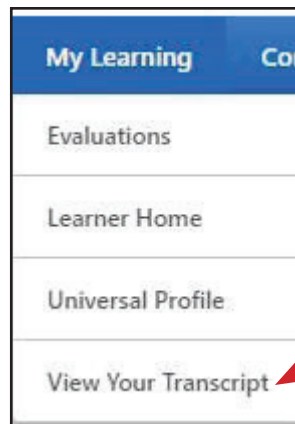 My Learning
Evaluations
Learner Home
Universal Profile
View Your Transcript